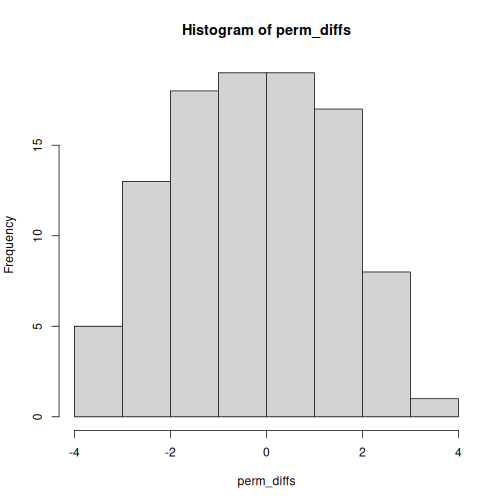 Histogram of perm_diffs
Frequency
15
10
5
0
-4 -2 0 2 4
perm_diffs